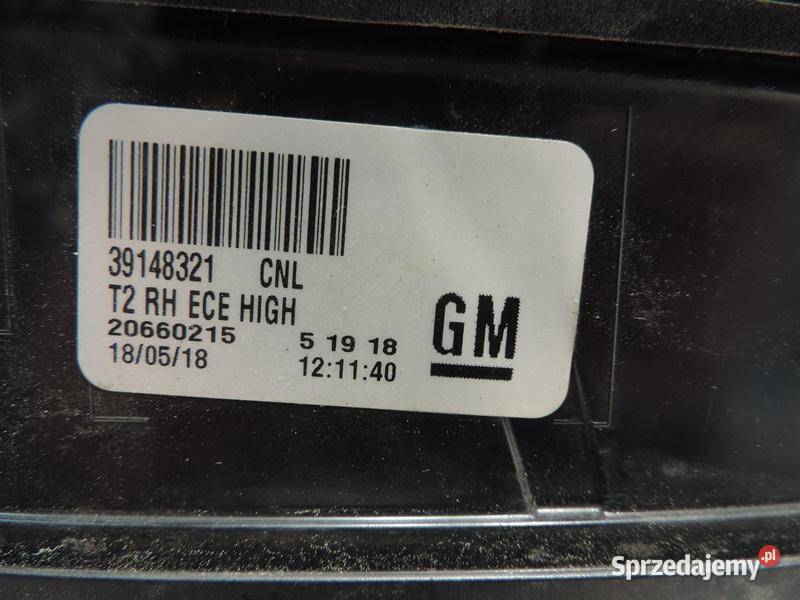 39148321 CNL
T2 RH ECE HIGH
20660215 5 19 18
18/05/18 12:11:40
GM
Sprzedajemy.pl